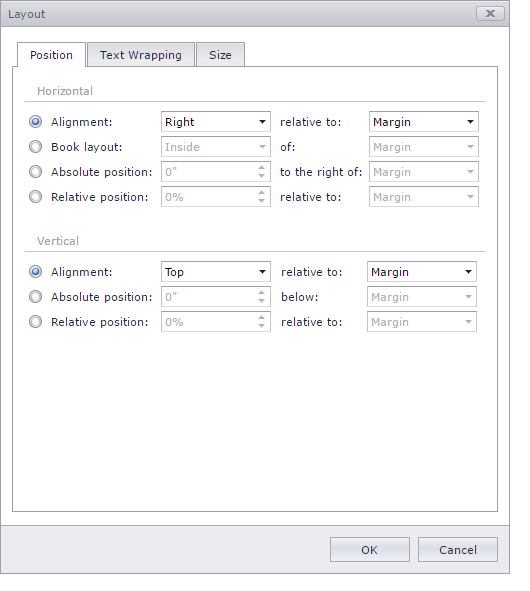 Layout
Position Text Wrapping Size
Horizontal
Alignment: Right relative to: Margin
Book layout: Inside of: Margin
Absolute position: 0" to the right of: Margin
Relative position: 0% relative to: Margin
Vertical
Alignment: Top relative to: Margin
Absolute position: 0" below: Margin
Relative position: 0% relative to: Margin
OK Cancel